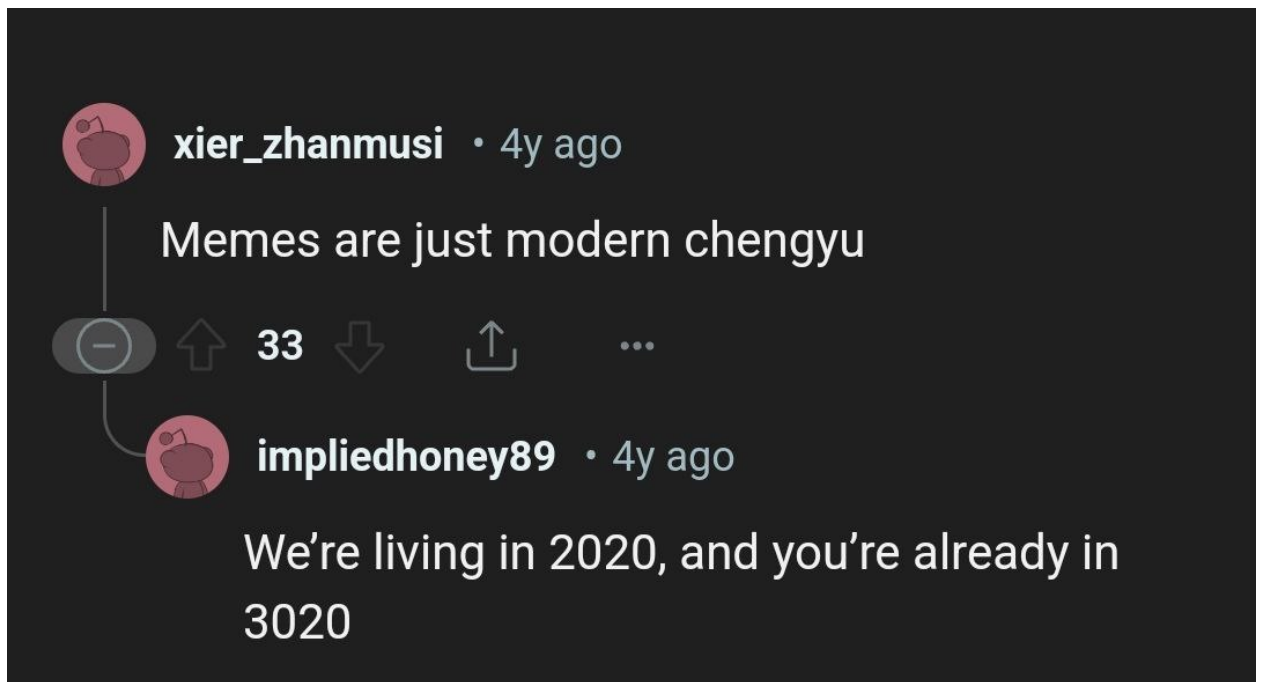 xier_zhanmusi • 4y ago
Memes are just modern chengyu
33
impliedhoney89 • 4y ago
We’re living in 2020, and you’re already in
3020